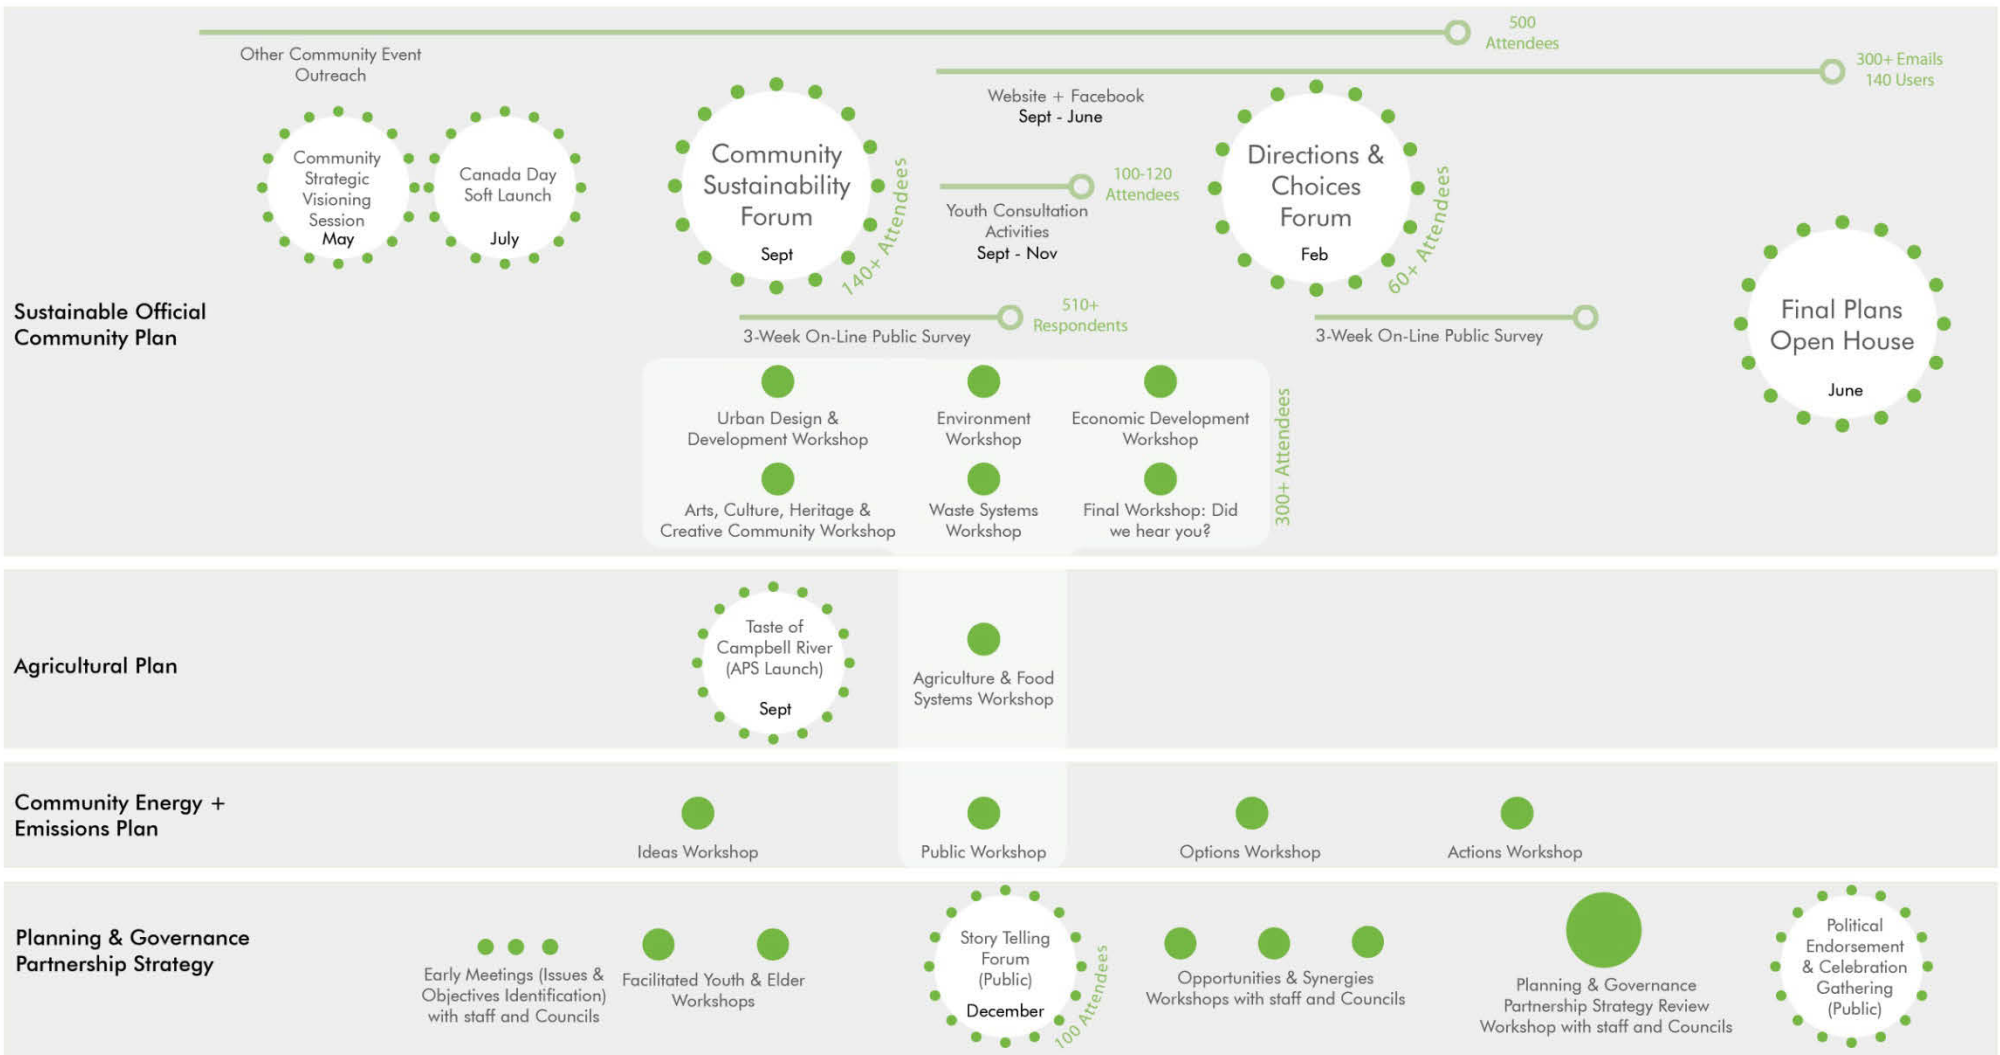 500
Attendees
Other Community Event
Outreach
300+ Emails
140 Users
Website + Facebook
Sept - June
Community
Strategic
Visioning
Session
May
Canada Day
Soft Launch
July
Community
Sustainability
Forum
Sept
140+ Attendees
100-120
Attendees
Youth Consultation
Activities
Sept - Nov
Directions &
Choices
Forum
Feb
60+ Attendees
Sustainable Official
Community Plan
510+
Respondents
3-Week On-Line Public Survey
3-Week On-Line Public Survey
Final Plans
Open House
June
Urban Design &
Development Workshop
Environment
Workshop
Economic Development
Workshop
Arts, Culture, Heritage &
Creative Community Workshop
Waste Systems
Workshop
Final Workshop: Did
we hear you?
300+ Attendees
Agricultural Plan
Taste of
Campbell River
(APS Launch)
Sept
Agriculture & Food
Systems Workshop
Community Energy +
Emissions Plan
Ideas Workshop
Public Workshop
Options Workshop
Actions Workshop
Planning & Governance
Partnership Strategy
Early Meetings (Issues &
Objectives Identification)
with staff and Councils
Facilitated Youth & Elder
Workshops
Story Telling
Forum
(Public)
December
100 Attendees
Opportunities & Synergies
Workshops with staff and Councils
Planning & Governance
Partnership Strategy Review
Workshop with staff and Councils
Political
Endorsement
& Celebration
Gathering
(Public)